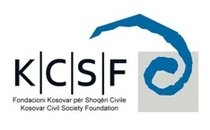 K|C|S|F
Fondacioni Kosovar për Shoqëri Civile
Kosovar Civil Society Foundation